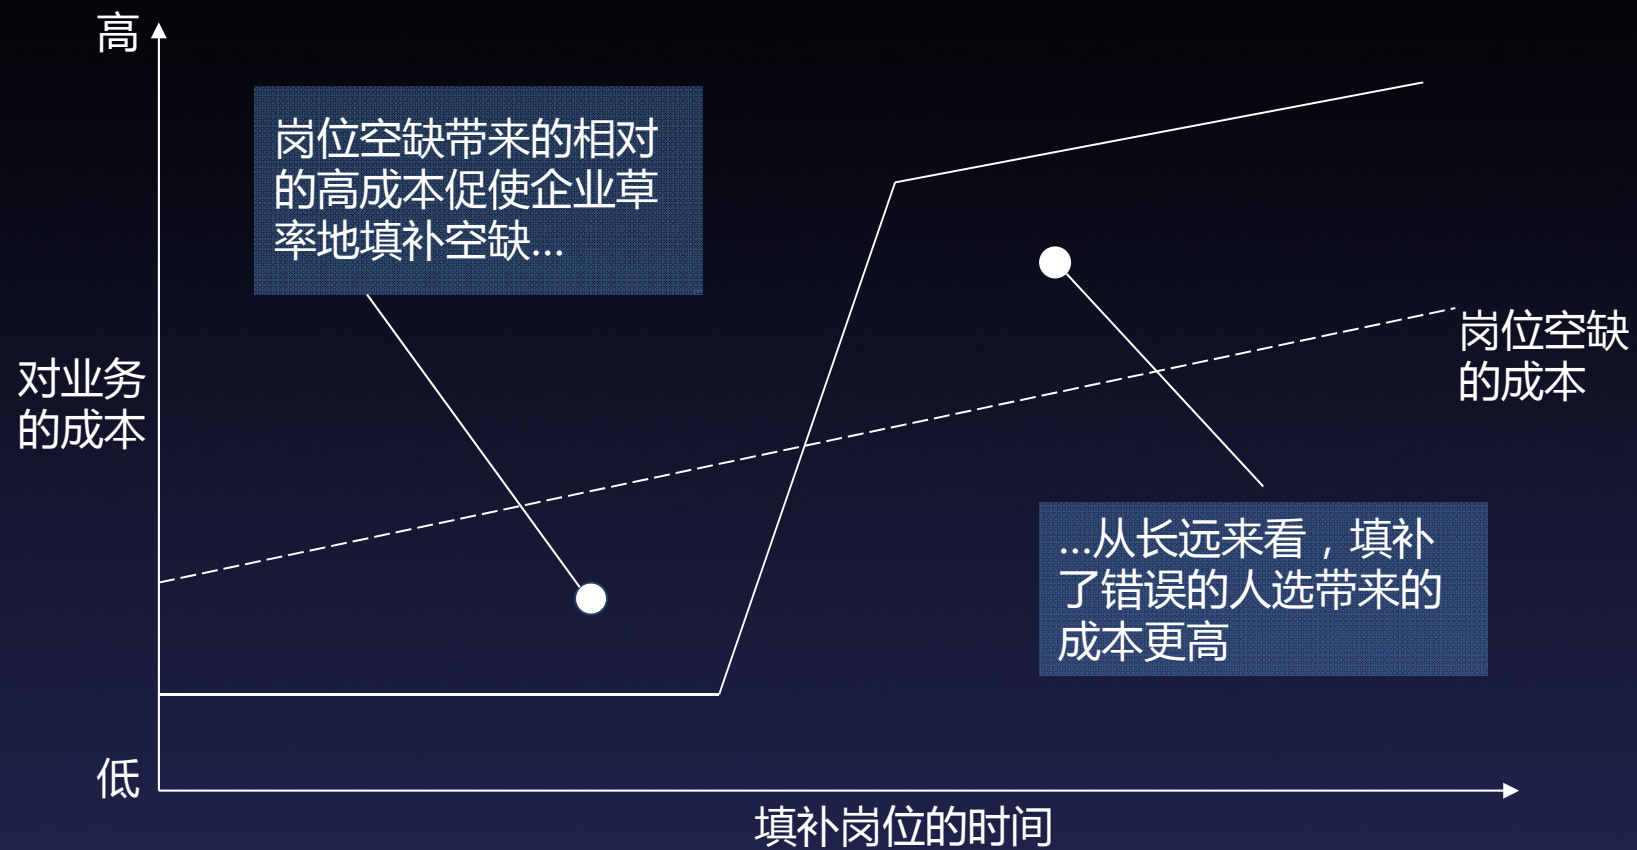 高
岗位空缺带来的相对
的高成本促使企业草
率地填补空缺...
对业务
的成本
岗位空缺
的成本
...从长远来看，填补
了错误的人选带来的
成本更高
低
填补岗位的时间